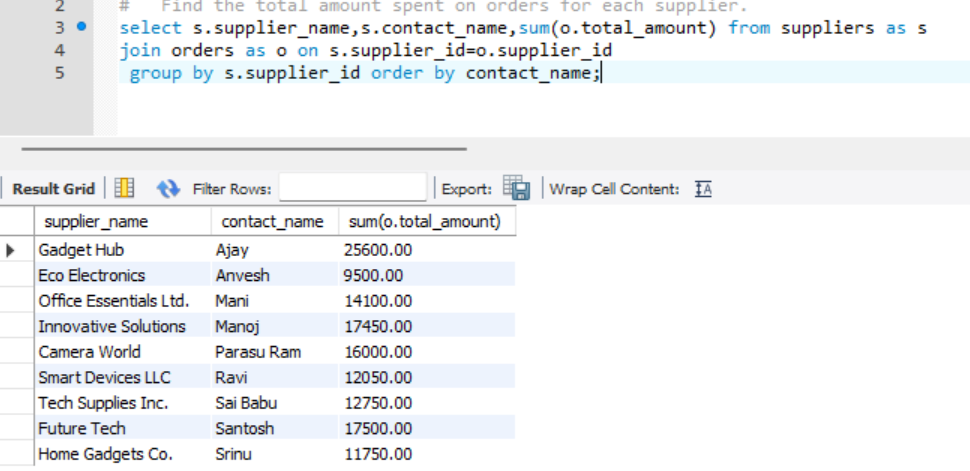 2 # Find the total amount spent on orders for each supplier.
3 select s.supplier_name,s.contact_name,sum(o.total_amount) from suppliers as s
4 join orders as o on s.supplier_id=o.supplier_id
5 group by s.supplier_id order by contact_name;
Result Grid Filter Rows: Export: Wrap Cell Content: IA
supplier_name contact_name sum(o.total_amount)
Gadget Hub Ajay 25600.00
Eco Electronics Anvesh 9500.00
Office Essentials Ltd. Mani 14100.00
Innovative Solutions Manoj 17450.00
Camera World Parasu Ram 16000.00
Smart Devices LLC Ravi 12050.00
Tech Supplies Inc. Sai Babu 12750.00
Future Tech Santosh 17500.00
Home Gadgets Co. Srinu 11750.00